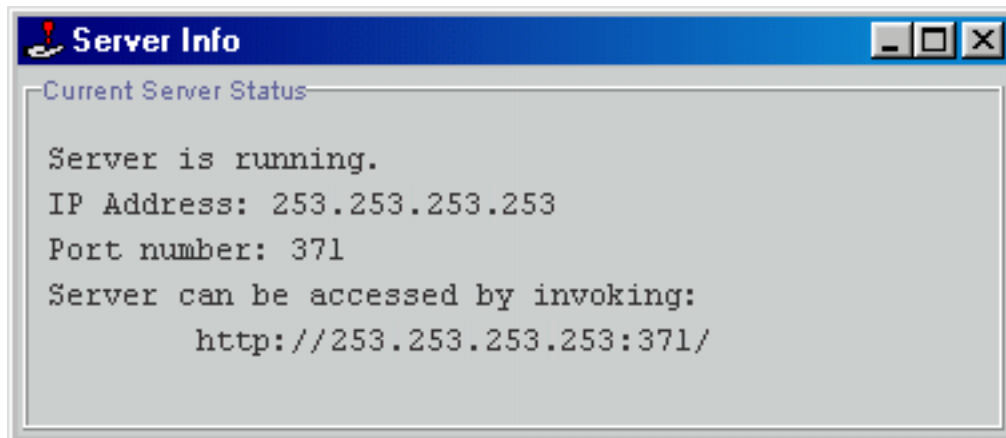 Server Info
Current Server Status
Server is running.
IP Address: 253.253.253.253
Port number: 371
Server can be accessed by invoking:
http://253.253.253.253:371/